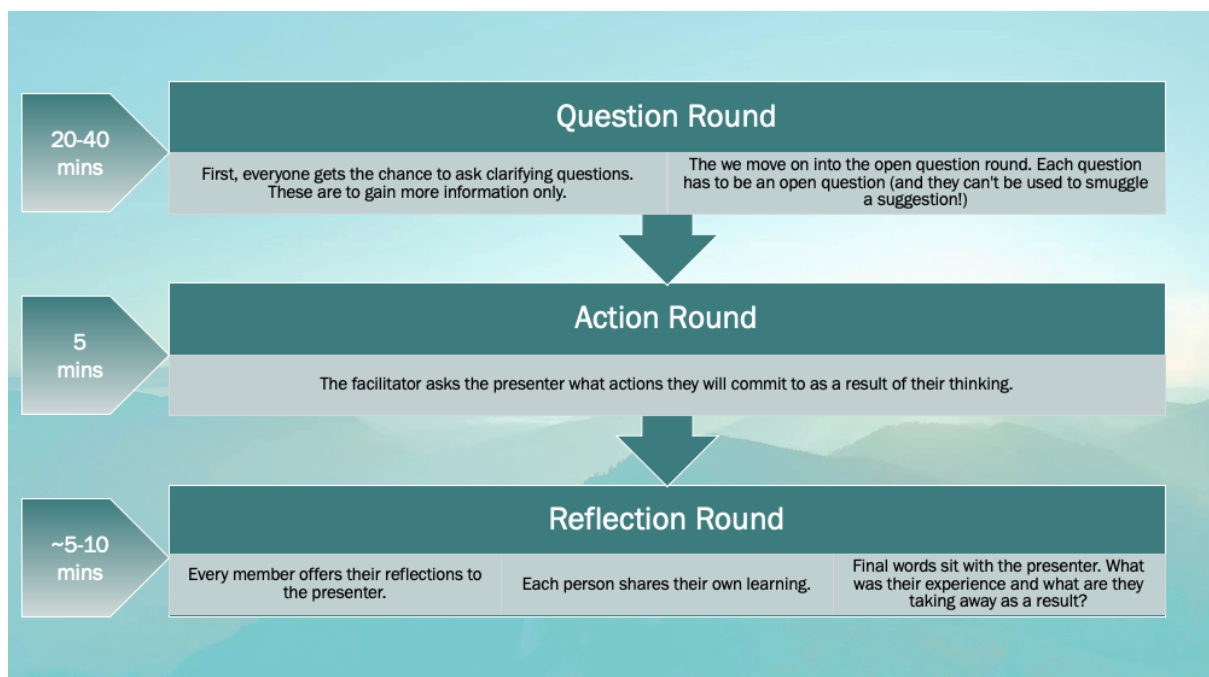 20-40
mins
Question Round
First, everyone gets the chance to ask clarifying questions.
These are to gain more information only.
The we move on into the open question round. Each question
has to be an open question (and they can't be used to smuggle
a suggestion!)
5
mins
Action Round
The facilitator asks the presenter what actions they will commit to as a result of their thinking.
~5-10
mins
Reflection Round
Every member offers their reflections to
the presenter.
Each person shares their own learning.
Final words sit with the presenter. What
was their experience and what are they
taking away as a result?